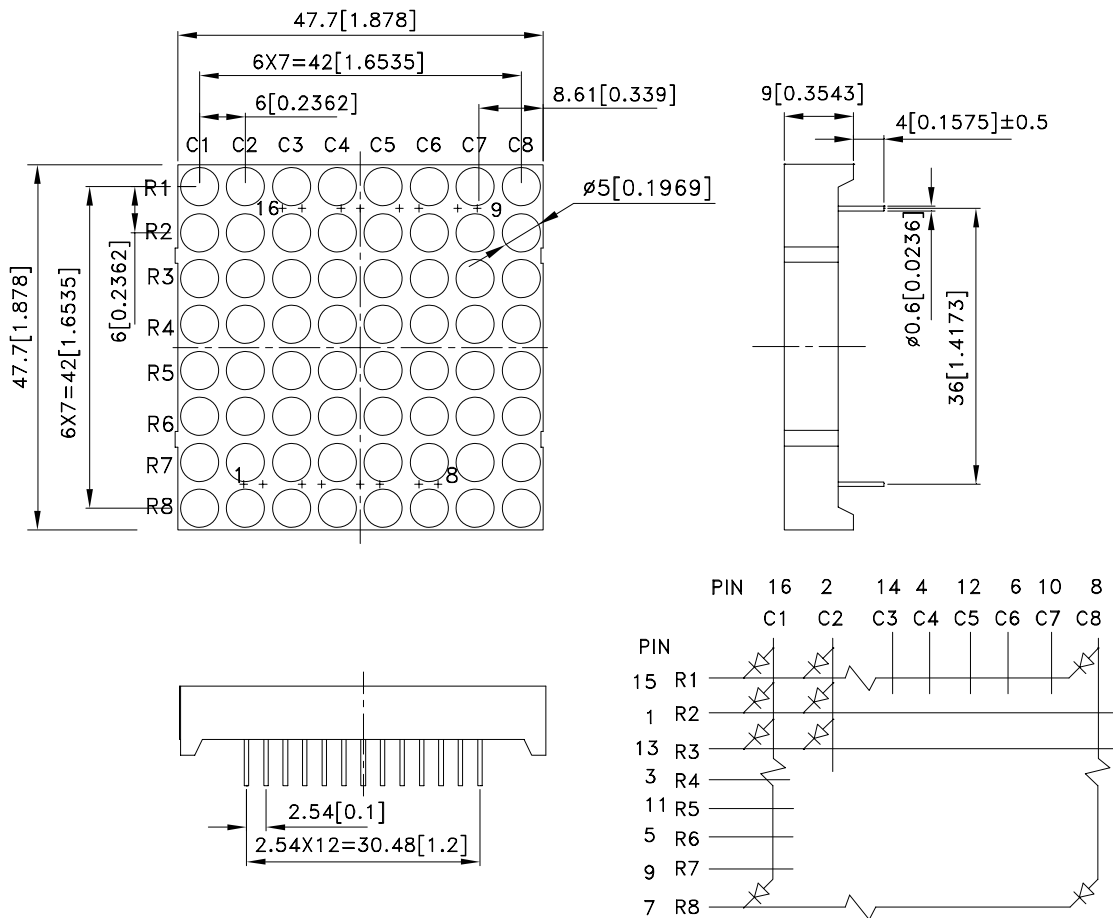 47.7[1.878]
6X7=42[1.6535]
6[0.2362]
8.61[0.339]
C1 C2 C3 C4 C5 C6 C7 C8
R1
R2
R3
R4
R5
R6
R7
R8
16
9
1
8
ø5[0.1969]
47.7[1.878]
6X7=42[1.6535]
6[0.2362]
9[0.3543]
4[0.1575]±0.5
ø0.6[0.0236]
36[1.4173]
2.54[0.1]
2.54X12=30.48[1.2]
PIN 16 2 14 4 12 6 10 8
C1 C2 C3 C4 C5 C6 C7 C8
PIN
15 R1
1 R2
13 R3
3 R4
11 R5
5 R6
9 R7
7 R8